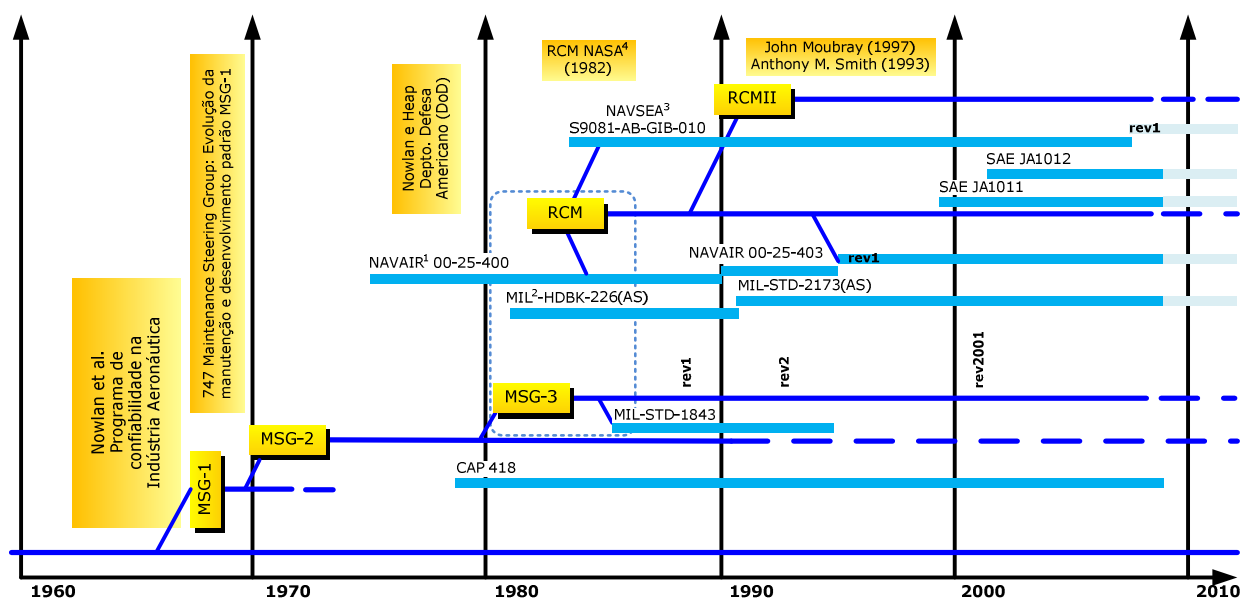 RCM NASA⁴
(1982)
John Moubray (1997)
Anthony M. Smith (1993)
747 Maintenance Steering Group: Evolução da
manutenção e desenvolvimento padrão MSG-1
Nowlan e Heap
Depto. Defesa
Americano (DoD)
RCMII
NAVSEA³
S9081-AB-GIB-010
rev1
SAE JA1012
SAE JA1011
RCM
NAVAIR¹ 00-25-400
NAVAIR 00-25-403
rev1
MIL-STD-2173(AS)
MIL²-HDBK-226(AS)
Nowlan et al.
Programa de
confiabilidade na
Indústria Aeronáutica
rev1
rev2
rev2001
MSG-3
MIL-STD-1843
MSG-2
CAP 418
MSG-1
1960
1970
1980
1990
2000
2010